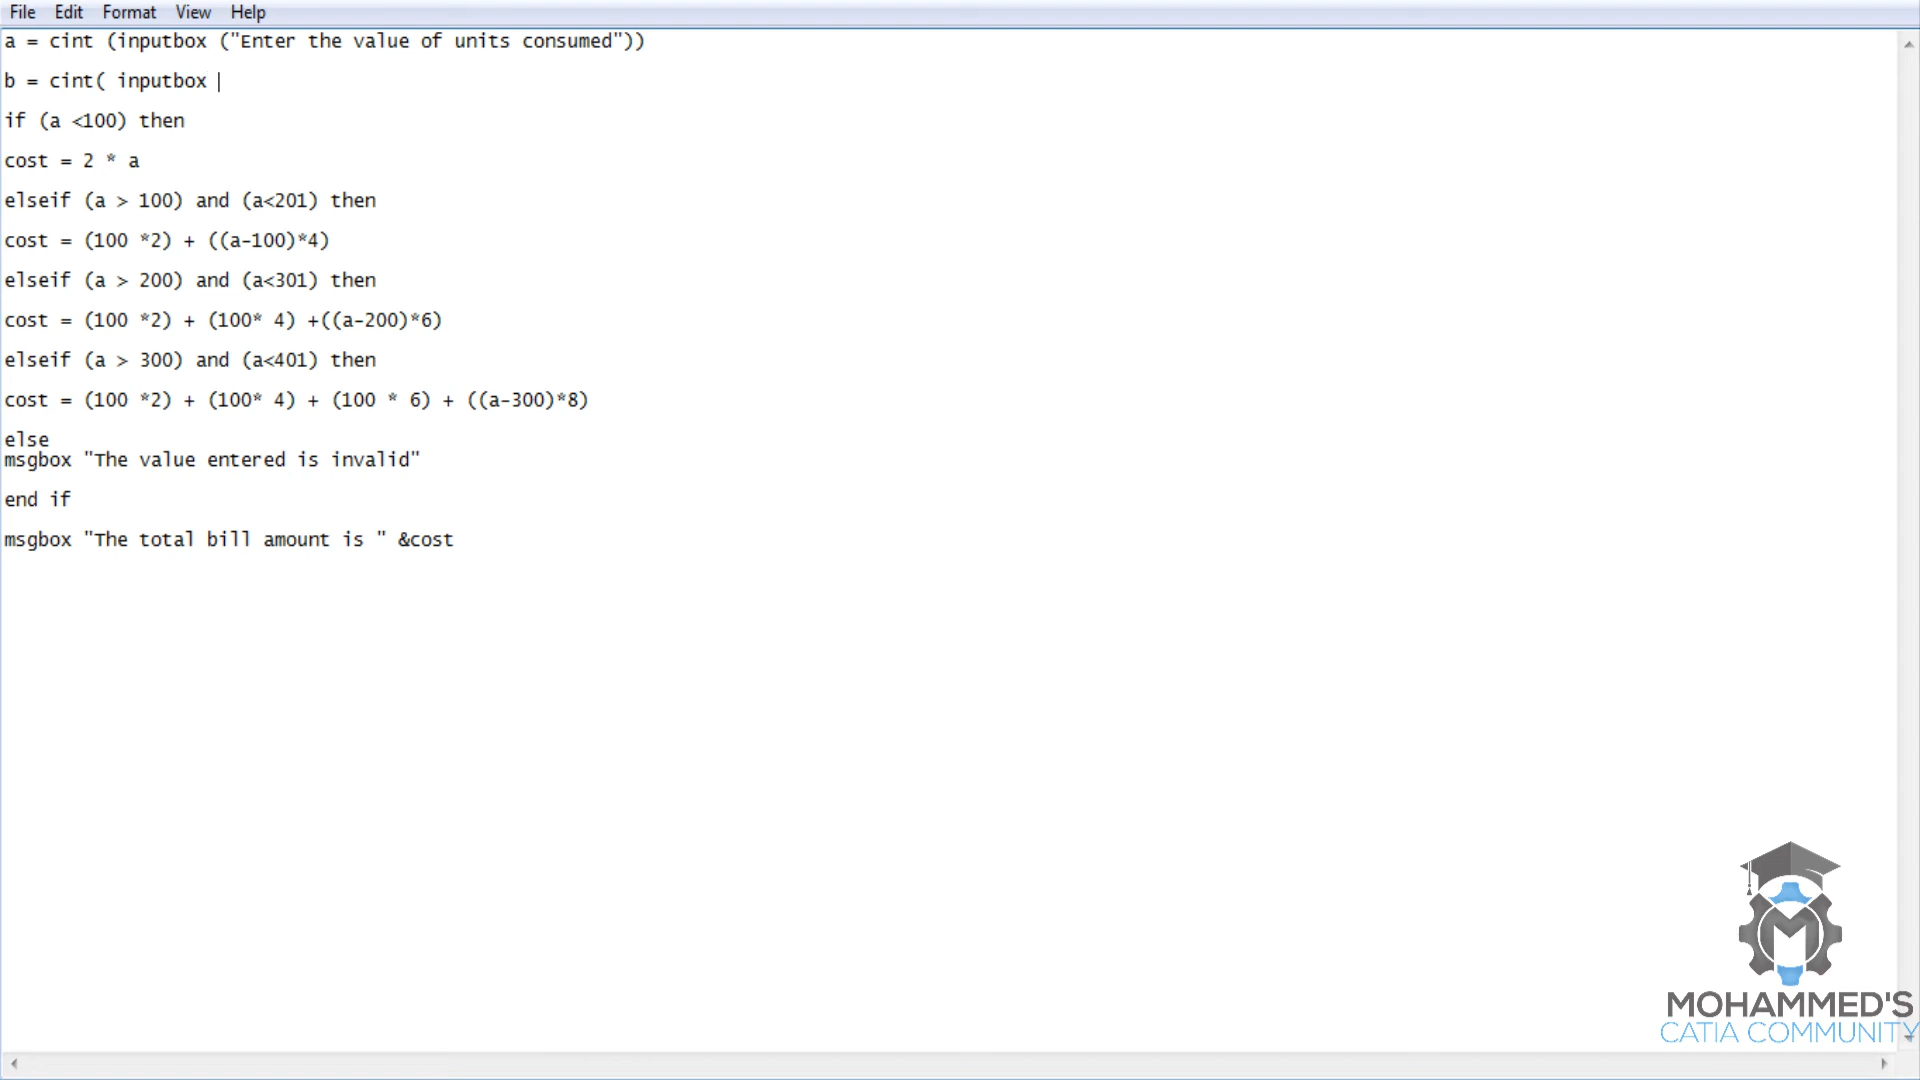 File Edit Format View Help
a = cint (inputbox ("Enter the value of units consumed"))
b = cint( inputbox
if (a <100) then
cost = 2 * a
elseif (a > 100) and (a<201) then
cost = (100 *2) + ((a-100)*4)
elseif (a > 200) and (a<301) then
cost = (100 *2) + (100* 4) +((a-200)*6)
elseif (a > 300) and (a<401) then
cost = (100 *2) + (100* 4) + (100 * 6) + ((a-300)*8)
else
msgbox "The value entered is invalid"
end if
msgbox "The total bill amount is " &cost
MOHAMMED'S
CATIA COMMUNITY